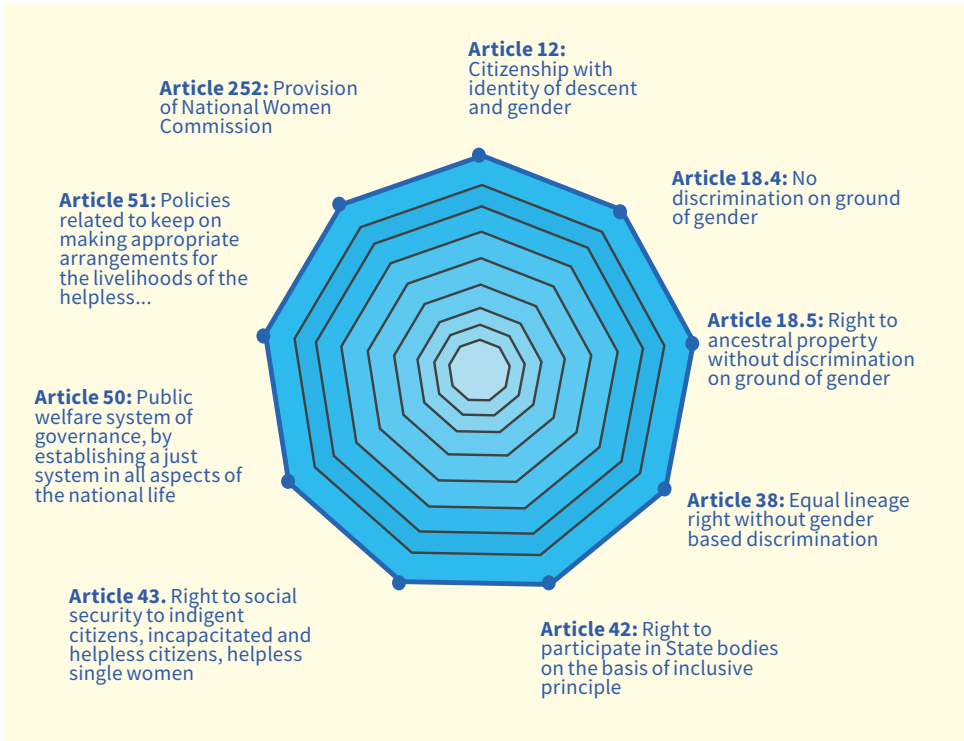 Article 12:
Citizenship with
identity of descent
and gender
Article 18.4: No
discrimination on ground
of gender
Article 18.5: Right to
ancestral property
without discrimination
on ground of gender
Article 38: Equal lineage
right without gender
based discrimination
Article 42: Right to
participate in State bodies
on the basis of inclusive
principle
Article 43. Right to social
security to indigent
citizens, incapacitated and
helpless citizens, helpless
single women
Article 50: Public
welfare system of
governance, by
establishing a just
system in all aspects of
the national life
Article 51: Policies
related to keep on
making appropriate
arrangements for
the livelihoods of the
helpless...
Article 252: Provision
of National Women
Commission